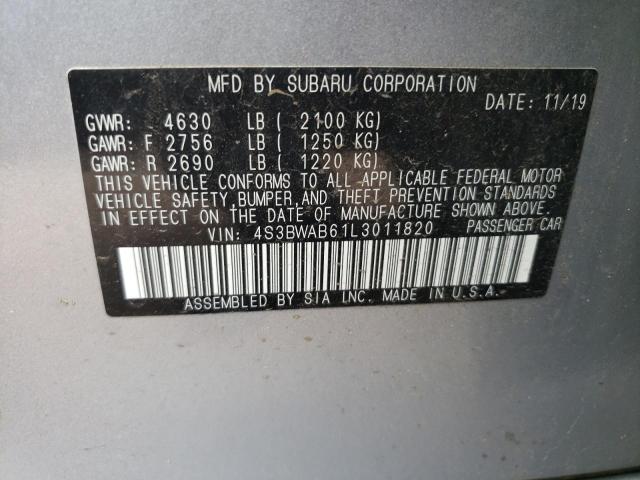 MFD BY SUBARU CORPORATION
DATE: 11/19
GVWR: 4630 LB ( 2100 KG)
GAWR: F 2756 LB ( 1250 KG)
GAWR: R 2690 LB ( 1220 KG)
THIS VEHICLE CONFORMS TO ALL APPLICABLE FEDERAL MOTOR
VEHICLE SAFETY, BUMPER, AND THEFT PREVENTION STANDARDS
IN EFFECT ON THE DATE OF MANUFACTURE SHOWN ABOVE.
VIN: 4S3BWAB61L3011820 PASSENGER CAR
ASSEMBLED BY SIA INC. MADE IN U.S.A.